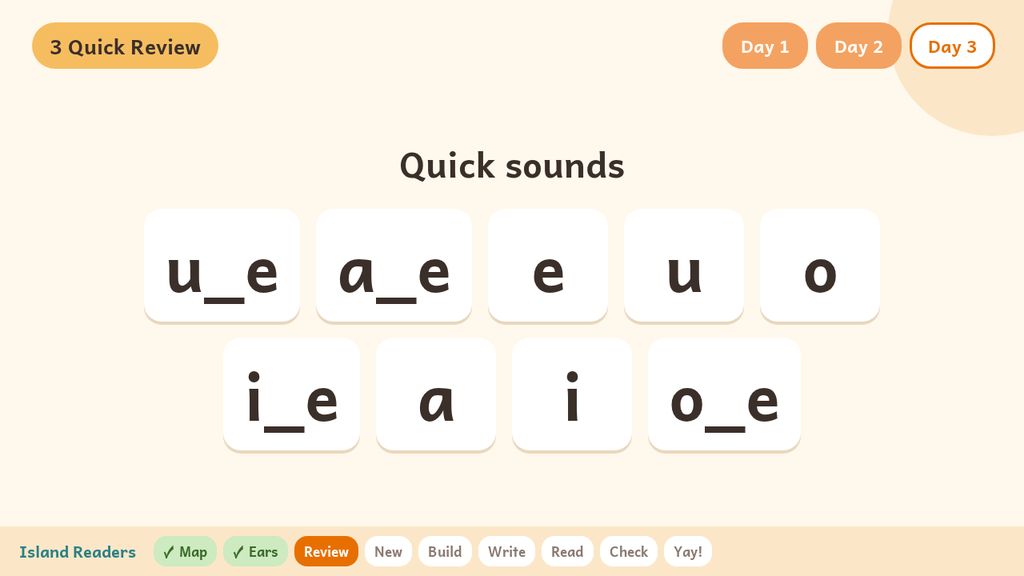 3 Quick Review
Day 1 Day 2 Day 3
Quick sounds
u_e a_e e u o
i_e a i o_e
Island Readers ✓ Map ✓ Ears Review New Build Write Read Check Yay!